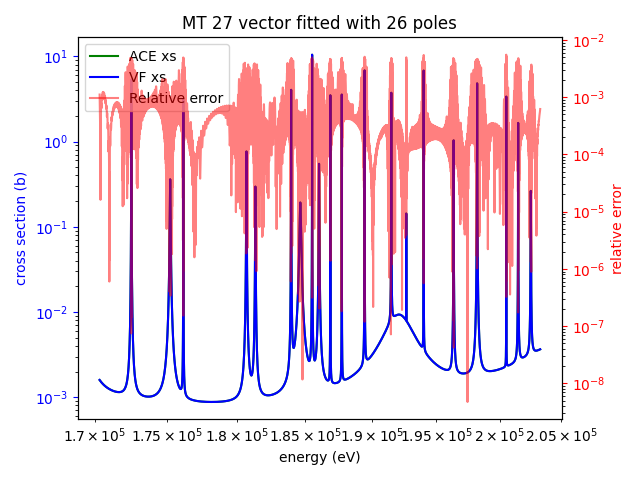 MT 27 vector fitted with 26 poles
ACE xs
VF xs
Relative error
cross section (b)
10¹
10⁰
10⁻¹
10⁻²
10⁻³
relative error
10⁻²
10⁻³
10⁻⁴
10⁻⁵
10⁻⁶
10⁻⁷
10⁻⁸
1.7 × 10⁵ 1.75 × 10⁵ 1.8 × 10⁵ 1.85 × 10⁵ 1.9 × 10⁵ 1.95 × 10⁵ 2 × 10⁵ 2.05 × 10⁵
energy (eV)